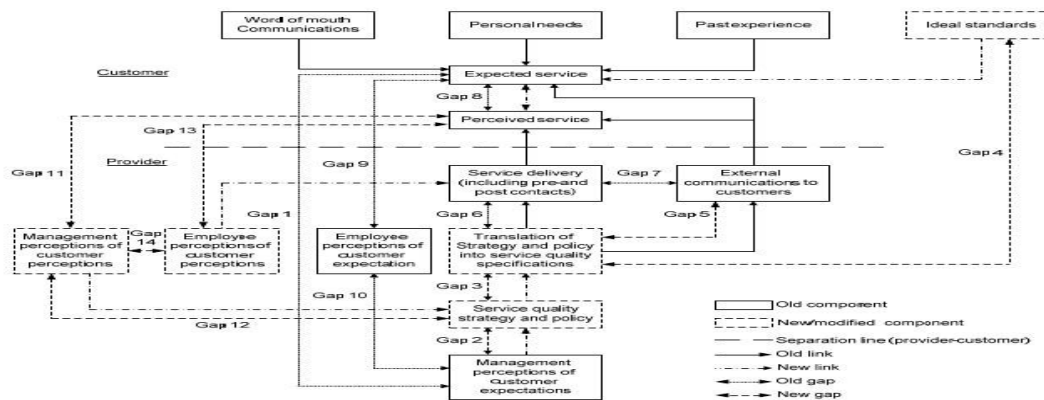 Word of mouth
Communications
Personal needs
Past experience
Ideal standards
Customer
Expected service
Gap 8
Perceived service
Gap 13
Provider
Gap 11
Gap 9
Gap 4
Service delivery
(including pre-and
post contacts)
Gap 7
External
communications to
customers
Gap 1
Gap 6
Gap 5
Management
perceptions of
customer
perceptions
Gap
14
Employee
perceptions of
customer
perceptions
Employee
perceptions of
customer
expectation
Translation of
Strategy and policy
into service quality
specifications
Gap 10
Gap 3
Gap 12
Service quality
strategy and policy
Gap 2
Management
perceptions of
customer
expectations
Old component
New/modified component
Separation line (provider-customer)
Old link
New link
Old gap
New gap